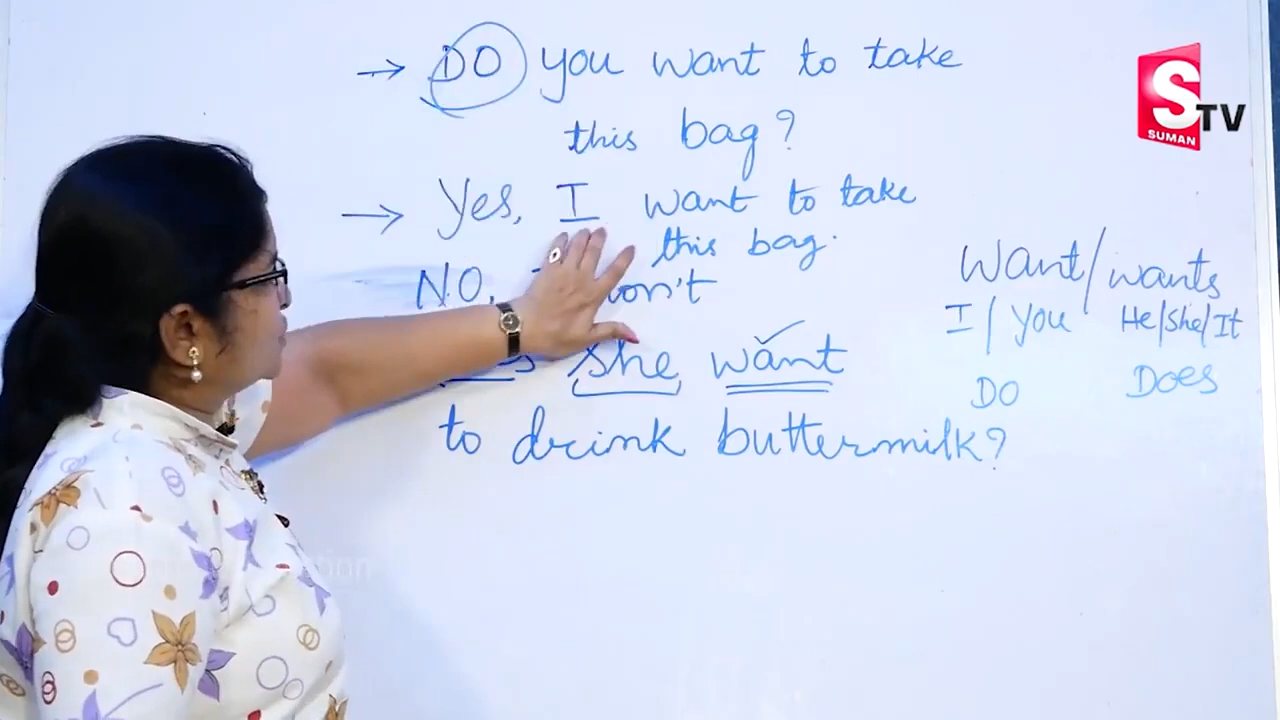 → DO you want to take
this bag?
→ Yes, I want to take
this bag.
NO,
she want
to drink buttermilk?
Want/wants
I/You He/She/It
DO DOES
S
SUMAN
TV